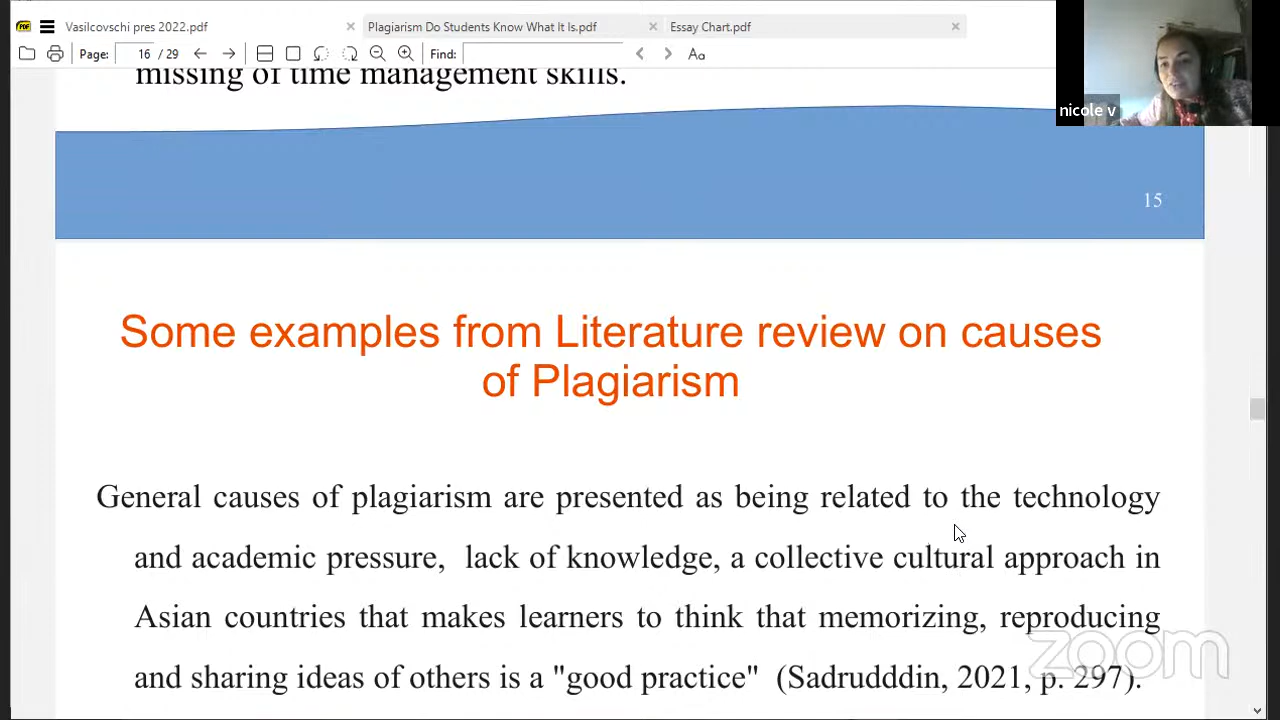 Vasilcovschi pres 2022.pdf
Plagiarism Do Students Know What It Is.pdf
Essay Chart.pdf
Page: 16 / 29
Find:
Aa
nicole v
missing of time management skills.
15
Some examples from Literature review on causes
of Plagiarism
General causes of plagiarism are presented as being related to the technology
and academic pressure, lack of knowledge, a collective cultural approach in
Asian countries that makes learners to think that memorizing, reproducing
and sharing ideas of others is a "good practice" (Sadrudddin, 2021, p. 297).
zoom